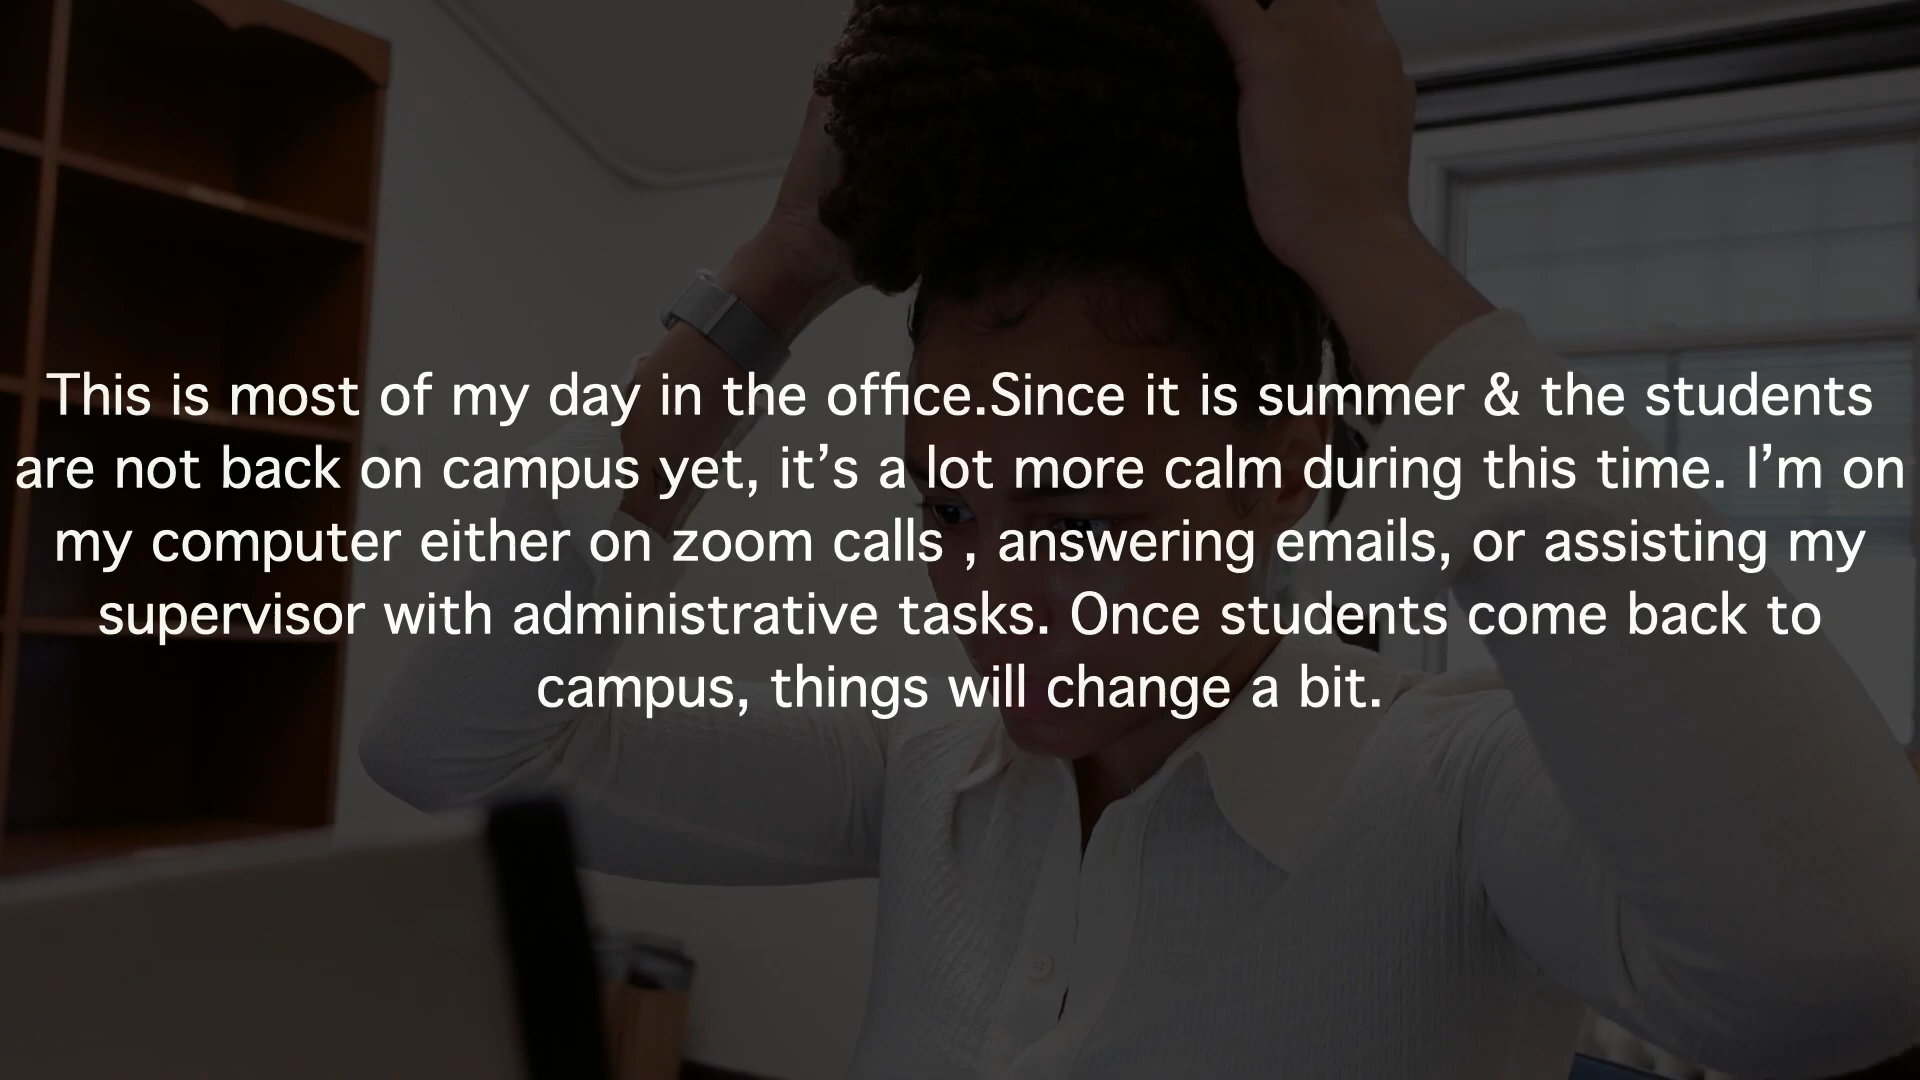 This is most of my day in the office.Since it is summer & the students
are not back on campus yet, it’s a lot more calm during this time. I’m on
my computer either on zoom calls , answering emails, or assisting my
supervisor with administrative tasks. Once students come back to
campus, things will change a bit.